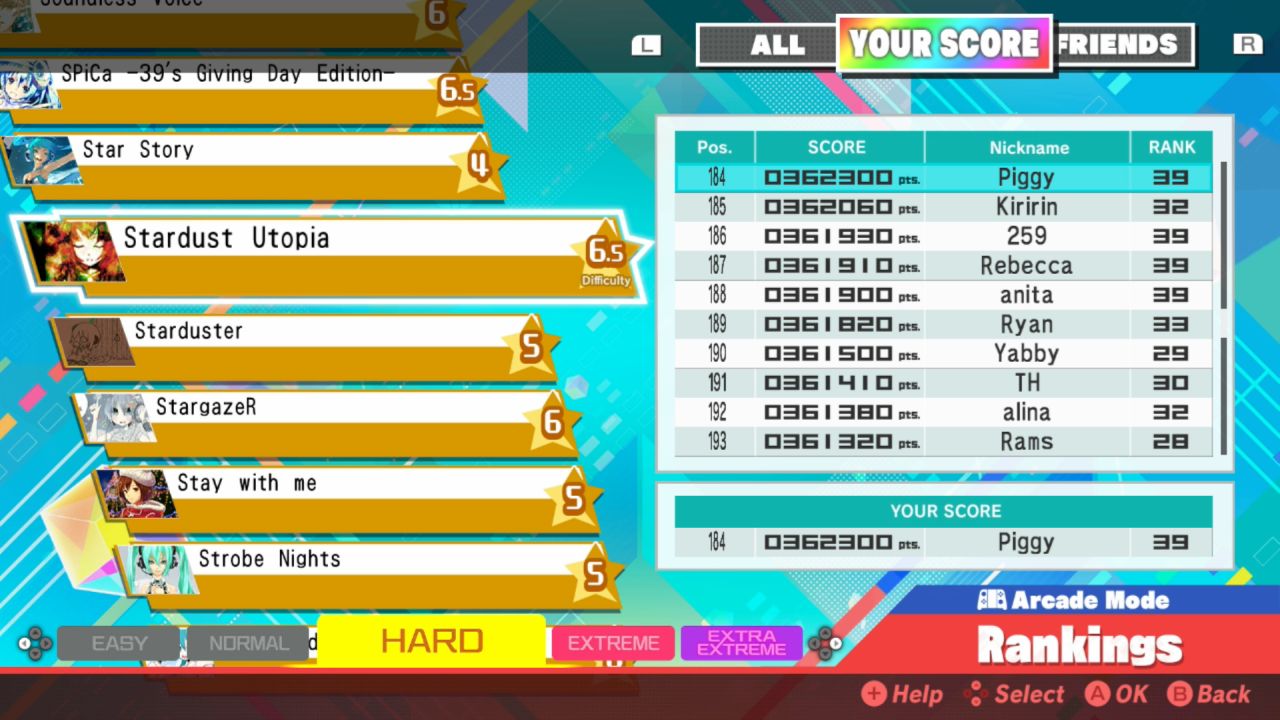 Soundless Voice
6
SPiCa -39's Giving Day Edition-
6.5
Star Story
4
Stardust Utopia
6.5
Difficulty
Starduster
5
StargazeR
6
Stay with me
5
Strobe Nights
5
EASY NORMAL HARD EXTREME EXTRA EXTREME
L ALL YOUR SCORE FRIENDS R
Pos. SCORE Nickname RANK
184 0362300 pts. Piggy 39
185 0362060 pts. Kiririn 32
186 0361930 pts. 259 39
187 0361910 pts. Rebecca 39
188 0361900 pts. anita 39
189 0361820 pts. Ryan 33
190 0361500 pts. Yabby 29
191 0361410 pts. TH 30
192 0361380 pts. alina 32
193 0361320 pts. Rams 28
YOUR SCORE
184 0362300 pts. Piggy 39
Arcade Mode
Rankings
+ Help Select A OK B Back